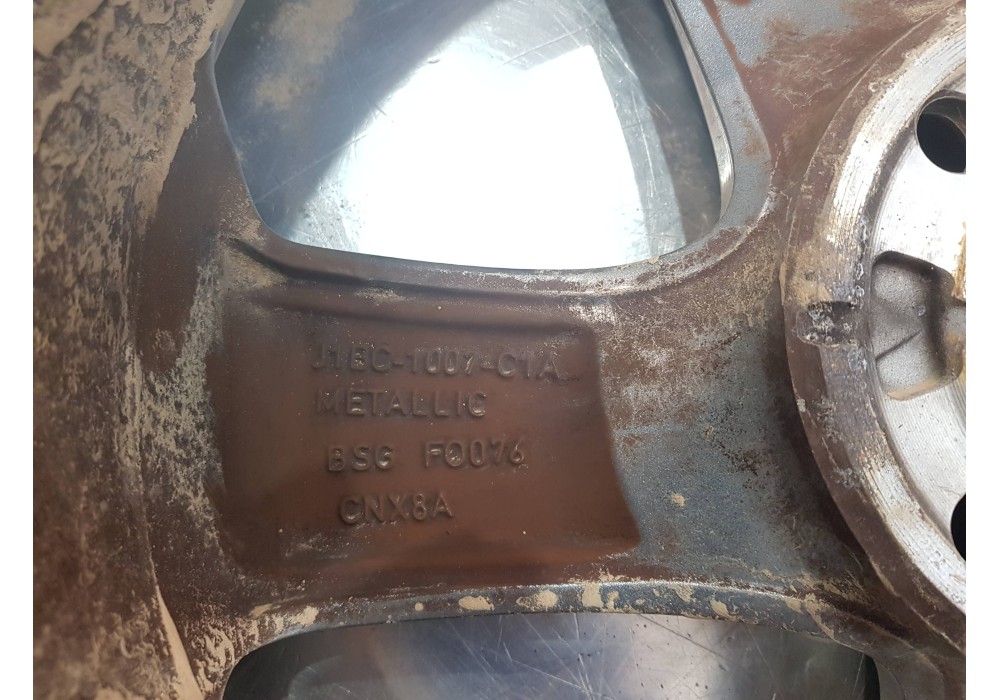 J1BC-1007-C1A
METALLIC
BSG F0076
CNX8A